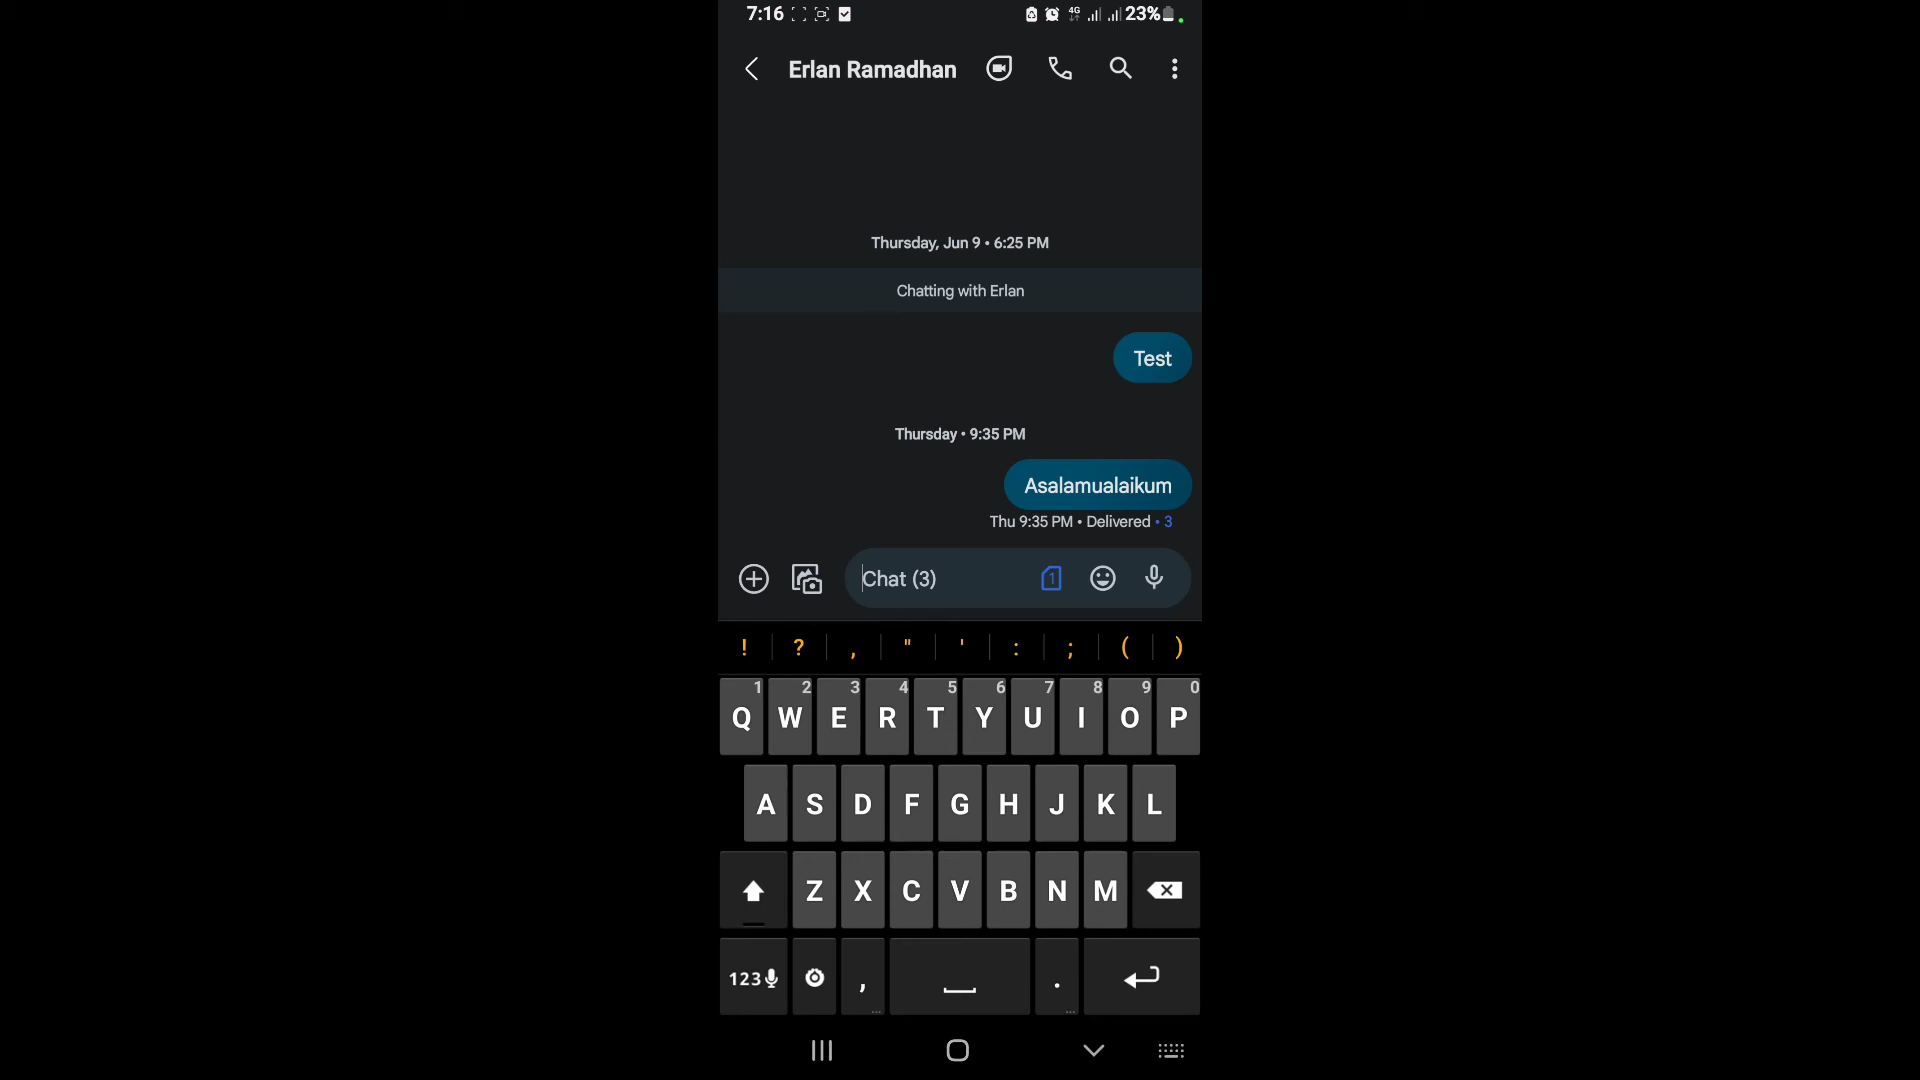 7:16 4G 23%
Erlan Ramadhan
Thursday, Jun 9 • 6:25 PM
Chatting with Erlan
Test
Thursday • 9:35 PM
Asalamualaikum
Thu 9:35 PM • Delivered • 3
Chat (3) 1
! ? , " ' : ; ( )
1 2 3 4 5 6 7 8 9 0
Q W E R T Y U I O P
A S D F G H J K L
Z X C V B N M
123 , .